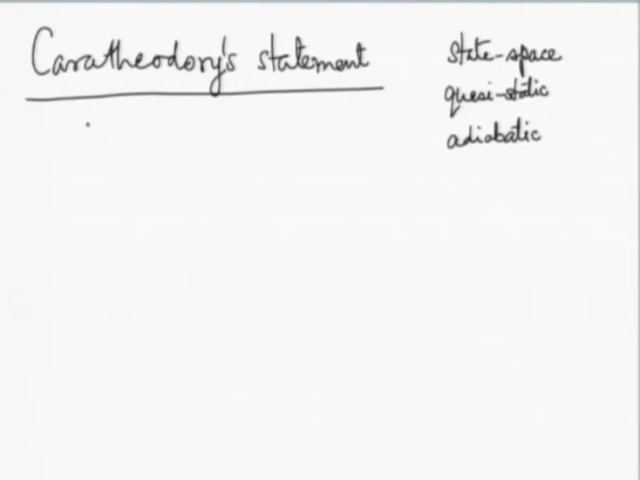 Caratheodory's statement
state-space
quasi-static
adiabatic